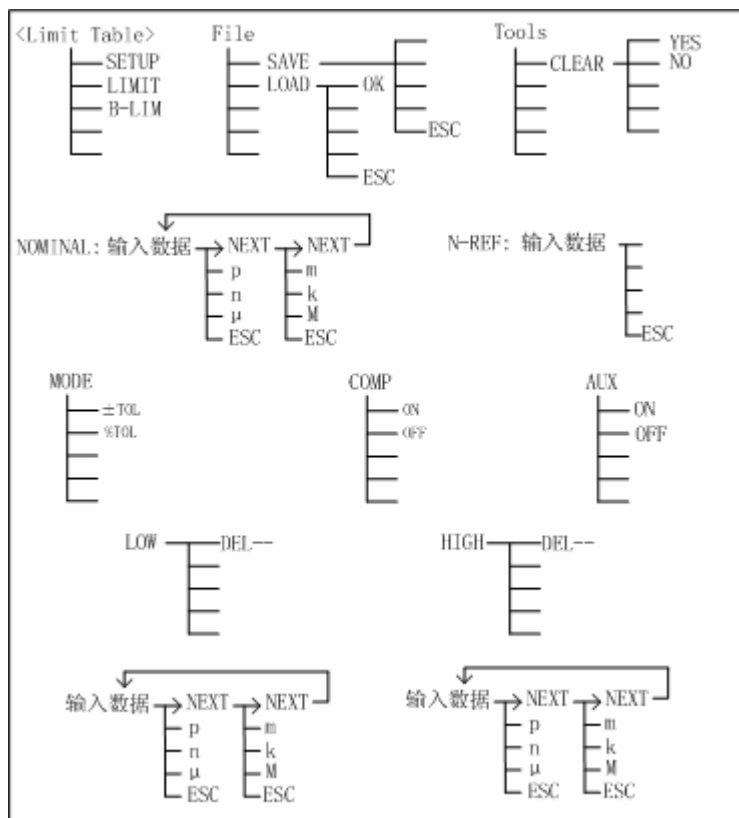 <Limit Table> File Tools
SETUP SAVE CLEAR YES
LIMIT LOAD OK NO
B-LIM
ESC
ESC
NOMINAL: 输入数据 NEXT NEXT N-REF: 输入数据
p m
n k
μ M
ESC ESC ESC
MODE COMP AUX
±TOL ON ON
%TOL OFF OFF
LOW DEL-- HIGH DEL--
输入数据 NEXT NEXT 输入数据 NEXT NEXT
p m p m
n k n k
μ M μ M
ESC ESC ESC ESC